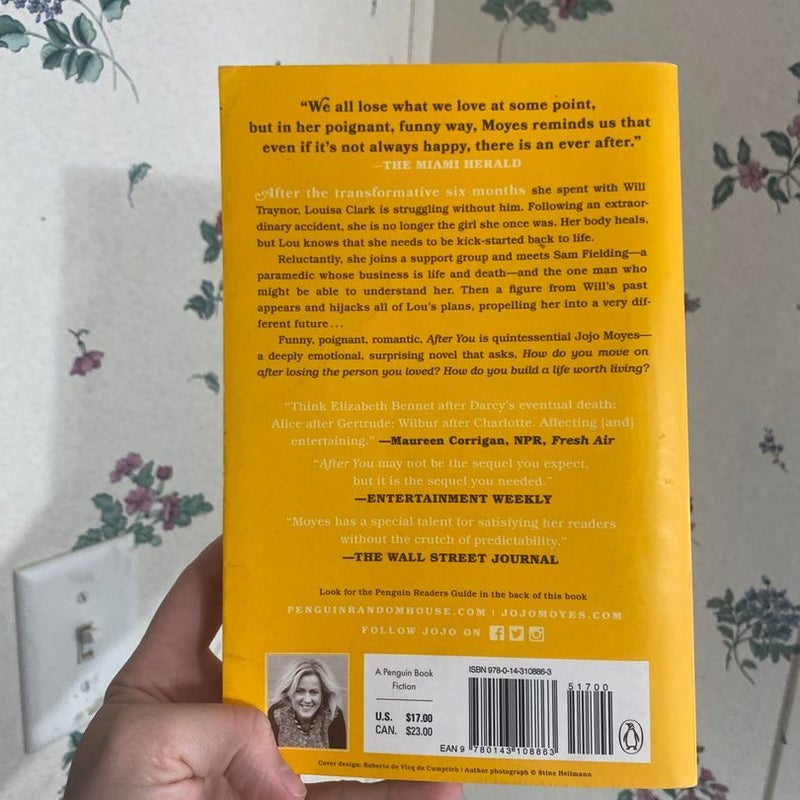 “We all lose what we love at some point,
but in her poignant, funny way, Moyes reminds us that
even if it’s not always happy, there is an ever after.”
—THE MIAMI HERALD
After the transformative six months she spent with Will
Traynor, Louisa Clark is struggling without him. Following an extraor-
dinary accident, she is no longer the girl she once was. Her body heals,
but Lou knows that she needs to be kick-started back to life.
Reluctantly, she joins a support group and meets Sam Fielding—a
paramedic whose business is life and death—and the one man who
might be able to understand her. Then a figure from Will’s past
appears and hijacks all of Lou’s plans, propelling her into a very dif-
ferent future...
Funny, poignant, romantic, After You is quintessential Jojo Moyes—
a deeply emotional, surprising novel that asks, How do you move on
after losing the person you loved? How do you build a life worth living?
“Think Elizabeth Bennet after Darcy’s eventual death;
Alice after Gertrude; Wilbur after Charlotte. Affecting [and]
entertaining.” —Maureen Corrigan, NPR, Fresh Air
“After You may not be the sequel you expect,
but it is the sequel you needed.”
—ENTERTAINMENT WEEKLY
“Moyes has a special talent for satisfying her readers
without the crutch of predictability.”
—THE WALL STREET JOURNAL
Look for the Penguin Readers Guide in the back of this book
PENGUINRANDOMHOUSE.COM | JOJOMOYES.COM
FOLLOW JOJO ON
A Penguin Book
Fiction
U.S. $17.00
CAN. $23.00
ISBN 978-0-14-310886-3
51700
EAN 9 780143 108863
Cover design: Roberto de Vicq de Cumptich | Author photograph © Stine Heilmann